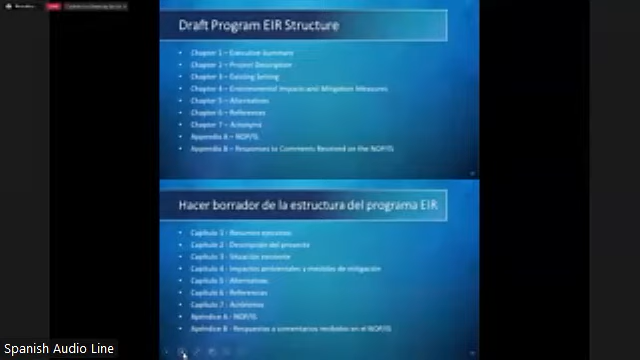 Draft Program EIR Structure
• Chapter 1 – Executive Summary
• Chapter 2 – Project Description
• Chapter 3 – Existing Setting
• Chapter 4 – Environmental Impacts and Mitigation Measures
• Chapter 5 – Alternatives
• Chapter 6 – References
• Chapter 7 – Acronyms
• Appendix A – NOP/IS
• Appendix B – Responses to Comments Received on the NOP/IS
Hacer borrador de la estructura del programa EIR
• Capítulo 1 - Resumen ejecutivo
• Capítulo 2 - Descripción del proyecto
• Capítulo 3 - Situación existente
• Capítulo 4 - Impactos ambientales y medidas de mitigación
• Capítulo 5 - Alternativas
• Capítulo 6 - Referencias
• Capítulo 7 - Acrónimos
• Apéndice A - NOP/IS
• Apéndice B - Respuestas a comentarios recibidos en el NOP/IS
Spanish Audio Line